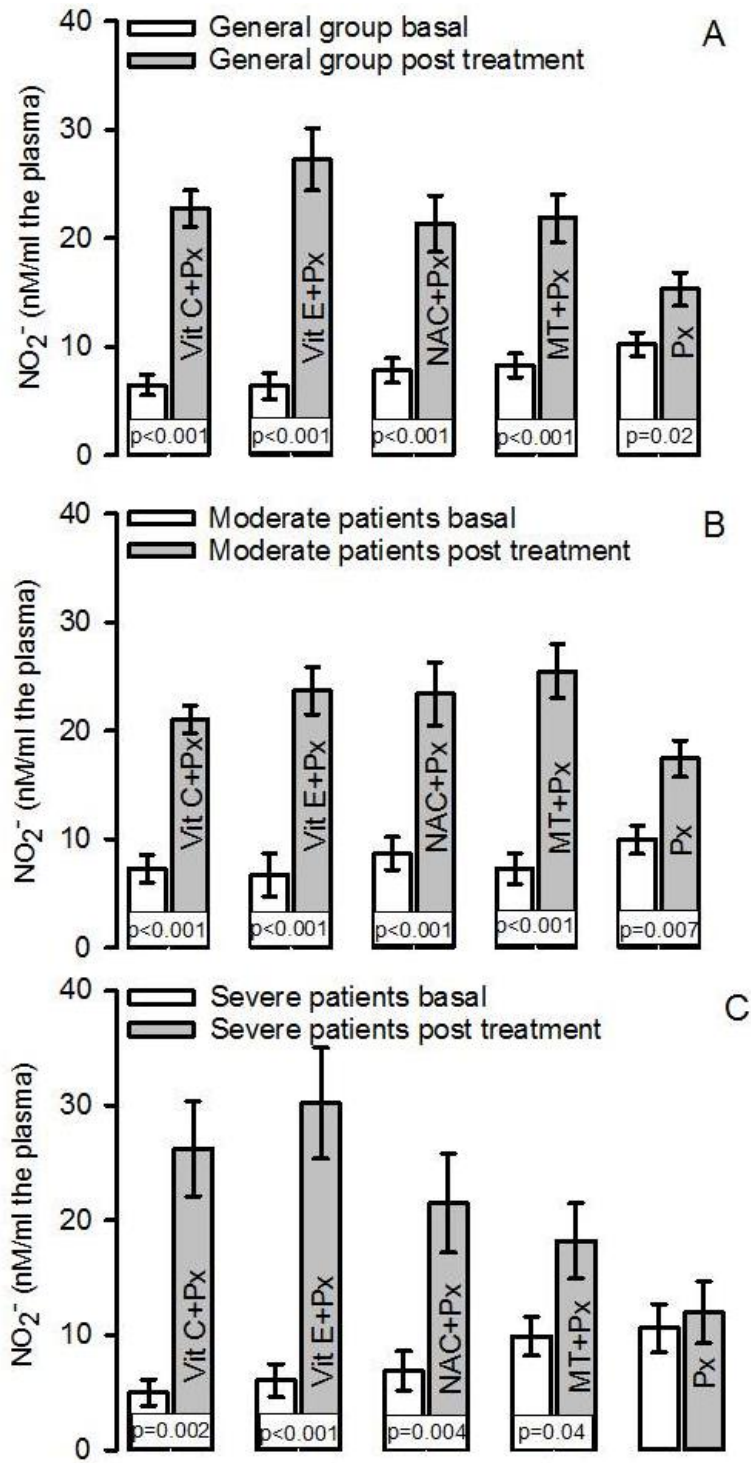 40
General group basal
General group post treatment
A
30
20
10
0
NO₂⁻ (nM/ml the plasma)
Vit C+Px
Vit E+Px
NAC+Px
MT+Px
Px
p<0.001
p<0.001
p<0.001
p<0.001
p=0.02
40
Moderate patients basal
Moderate patients post treatment
B
30
20
10
0
NO₂⁻ (nM/ml the plasma)
Vit C+Px
Vit E+Px
NAC+Px
MT+Px
Px
p<0.001
p<0.001
p<0.001
p<0.001
p=0.007
40
Severe patients basal
Severe patients post treatment
C
30
20
10
0
NO₂⁻ (nM/ml the plasma)
Vit C+Px
Vit E+Px
NAC+Px
MT+Px
Px
p=0.002
p<0.001
p=0.004
p=0.04